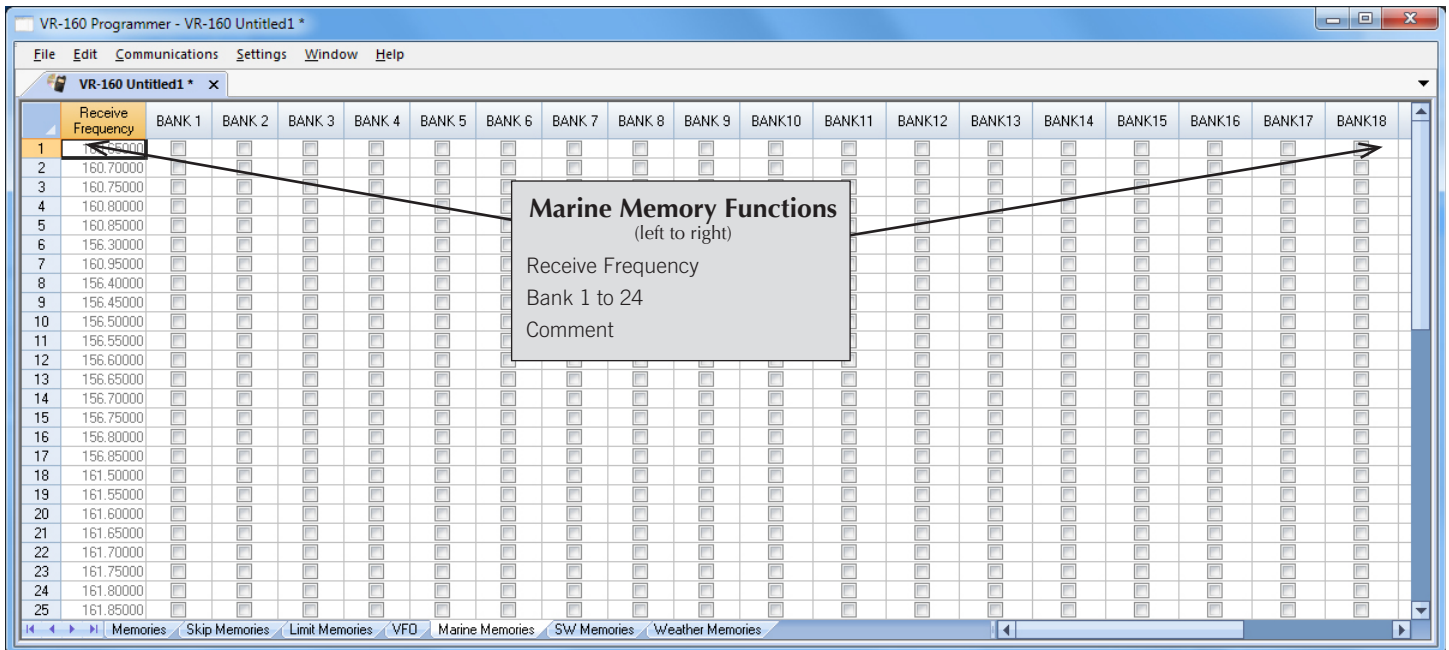 VR-160 Programmer - VR-160 Untitled1 *
File Edit Communications Settings Window Help
VR-160 Untitled1 * x
Receive Frequency BANK 1 BANK 2 BANK 3 BANK 4 BANK 5 BANK 6 BANK 7 BANK 8 BANK 9 BANK10 BANK11 BANK12 BANK13 BANK14 BANK15 BANK16 BANK17 BANK18
1
2 160.70000
3 160.75000
4 160.80000
5 160.85000
6 156.30000
7 160.95000
8 156.40000
9 156.45000
10 156.50000
11 156.55000
12 156.60000
13 156.65000
14 156.70000
15 156.75000
16 156.80000
17 156.85000
18 161.50000
19 161.55000
20 161.60000
21 161.65000
22 161.70000
23 161.75000
24 161.80000
25 161.85000
Marine Memory Functions
(left to right)
Receive Frequency
Bank 1 to 24
Comment
Memories Skip Memories Limit Memories VFO Marine Memories SW Memories Weather Memories